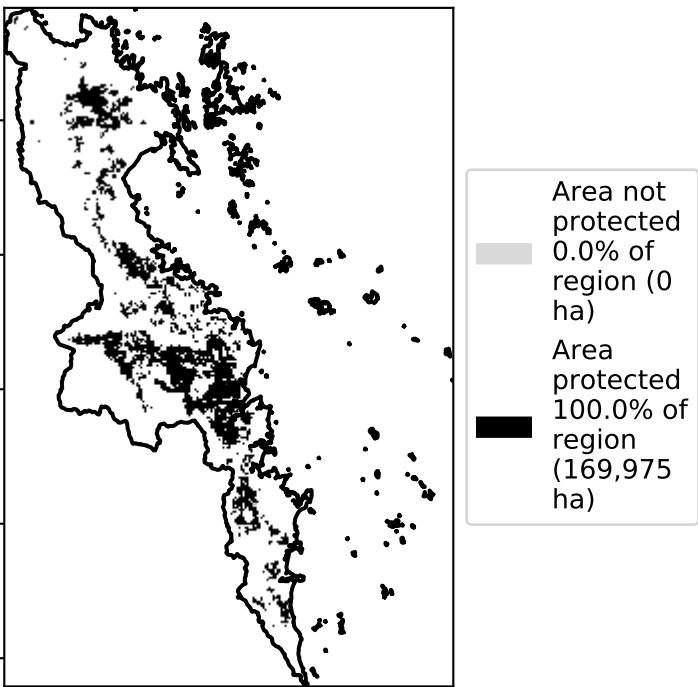 Area not
protected
0.0% of
region (0
ha)
Area
protected
100.0% of
region
(169,975
ha)